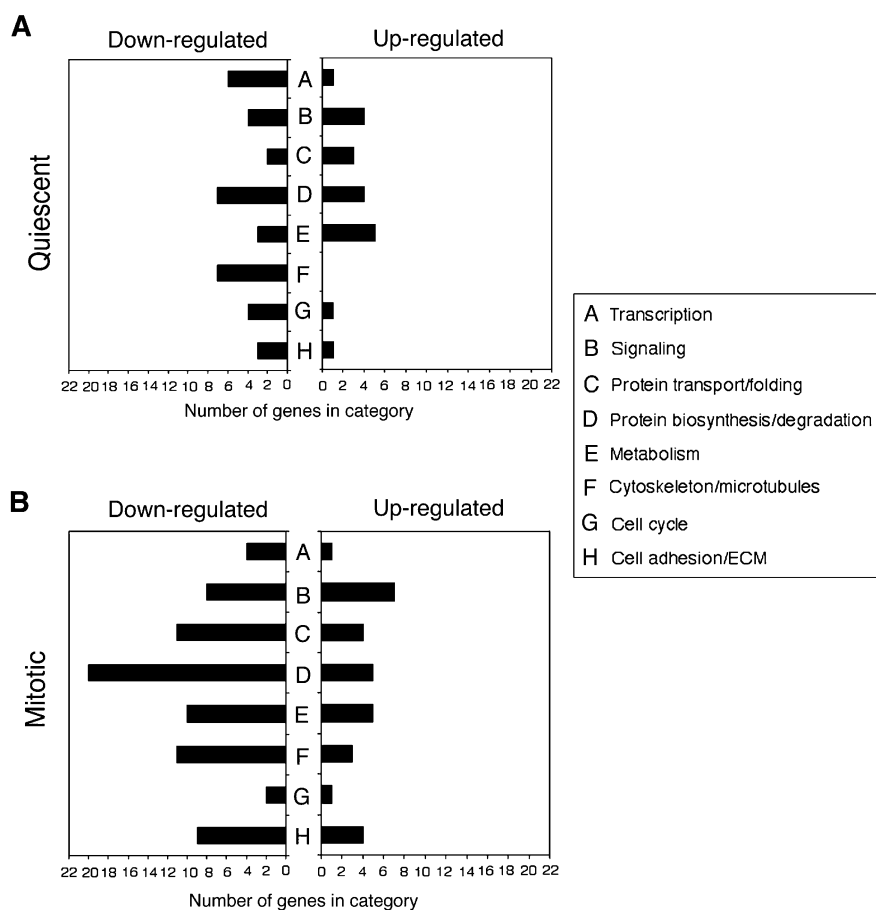 A
Down-regulated Up-regulated
Quiescent
A
B
C
D
E
F
G
H
22 20 18 16 14 12 10 8 6 4 2 0 0 2 4 6 8 10 12 14 16 18 20 22
Number of genes in category
A Transcription
B Signaling
C Protein transport/folding
D Protein biosynthesis/degradation
E Metabolism
F Cytoskeleton/microtubules
G Cell cycle
H Cell adhesion/ECM
B
Down-regulated Up-regulated
Mitotic
A
B
C
D
E
F
G
H
22 20 18 16 14 12 10 8 6 4 2 0 0 2 4 6 8 10 12 14 16 18 20 22
Number of genes in category